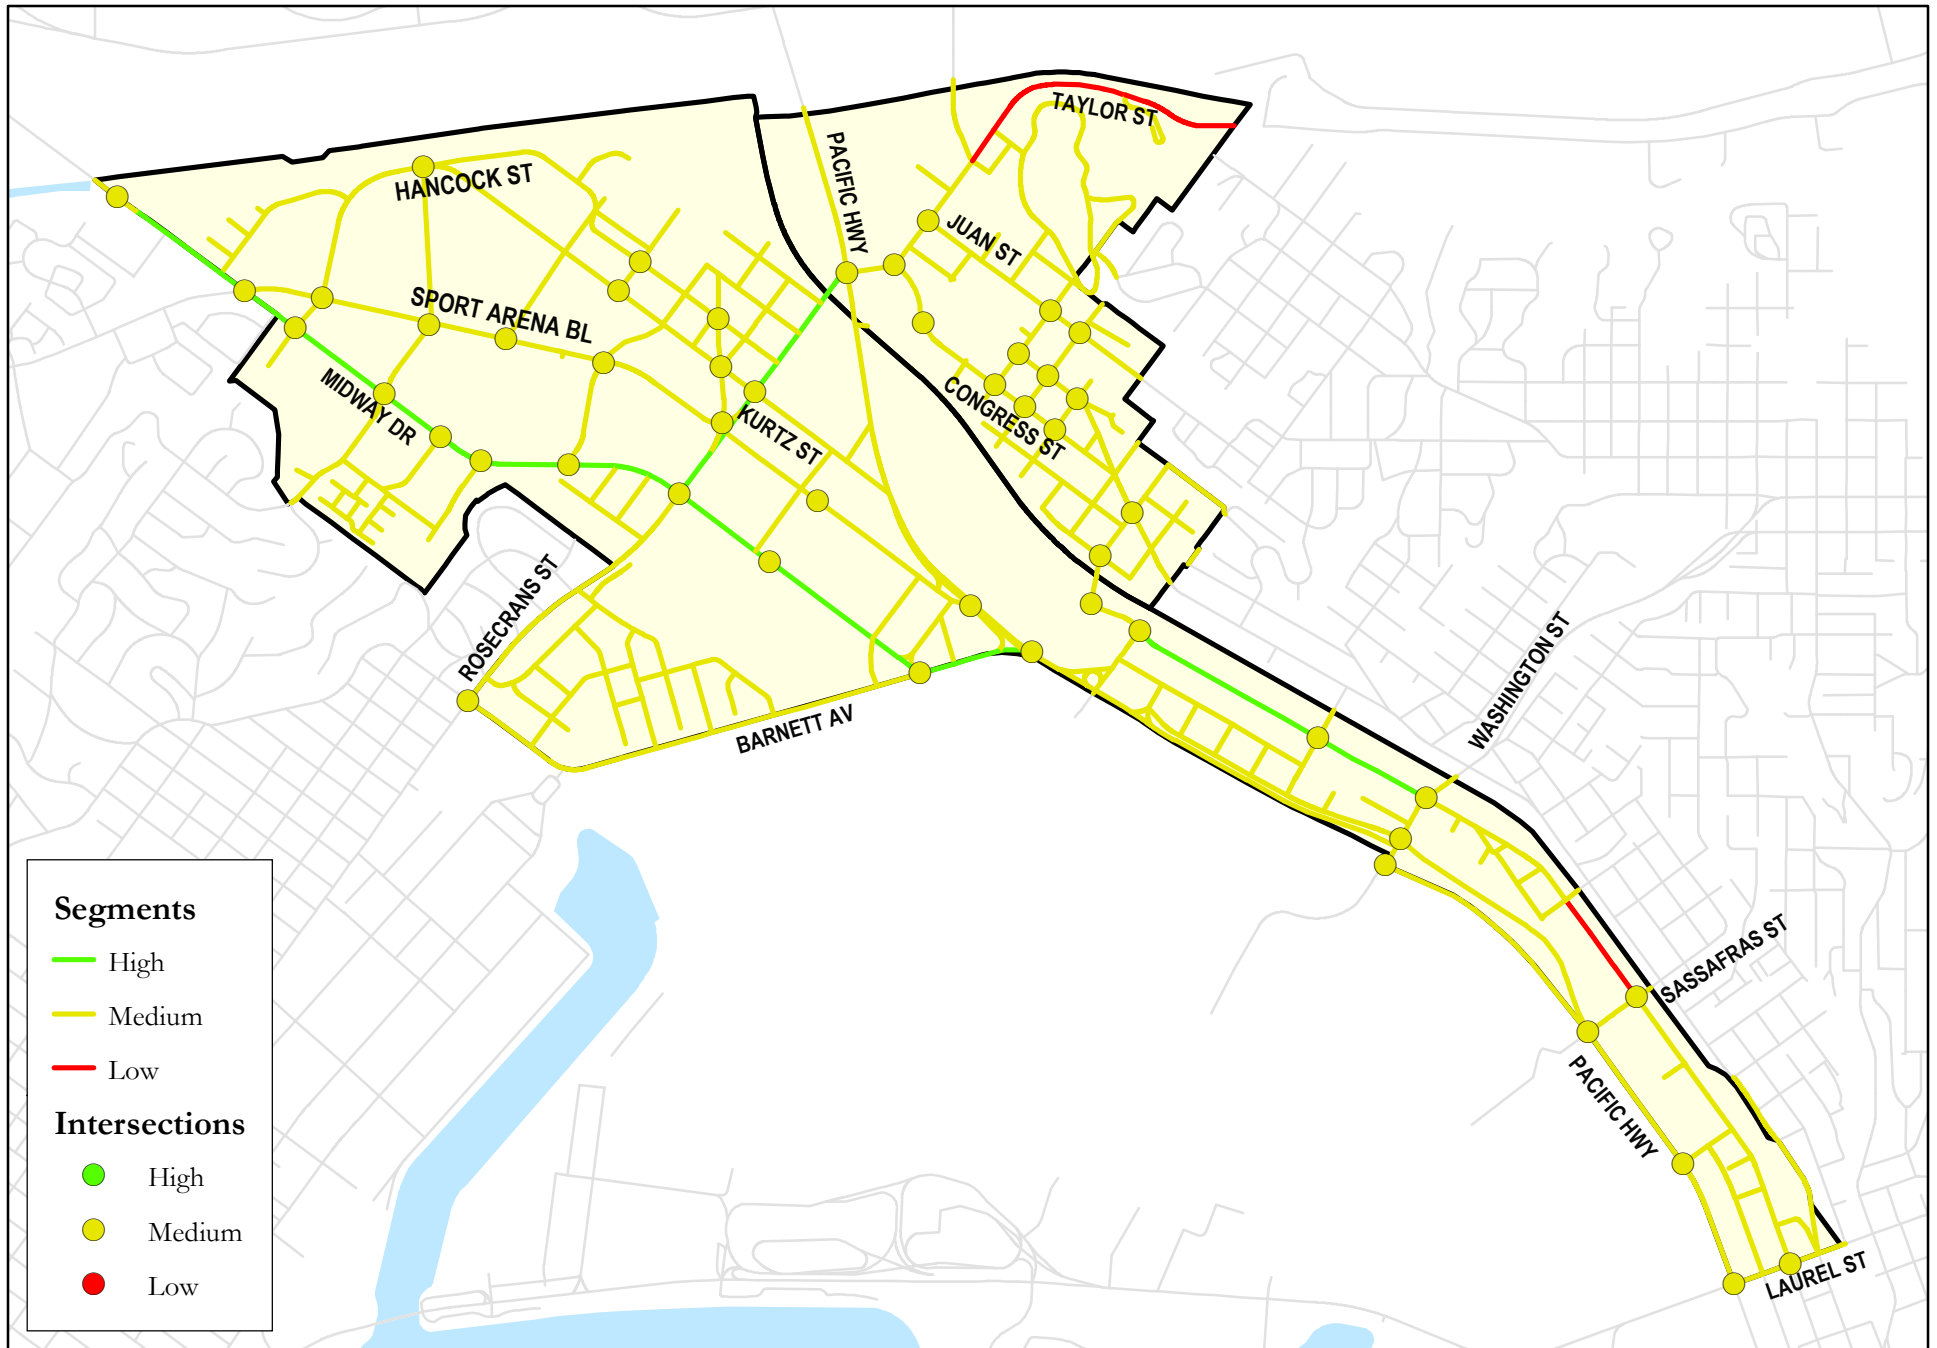 TAYLOR ST
PACIFIC HWY
HANCOCK ST
JUAN ST
SPORT ARENA BL
MIDWAY DR
KURTZ ST
CONGRESS ST
ROSECRANS ST
BARNETT AV
WASHINGTON ST
SASSAFRAS ST
PACIFIC HWY
LAUREL ST
Segments
High
Medium
Low
Intersections
High
Medium
Low